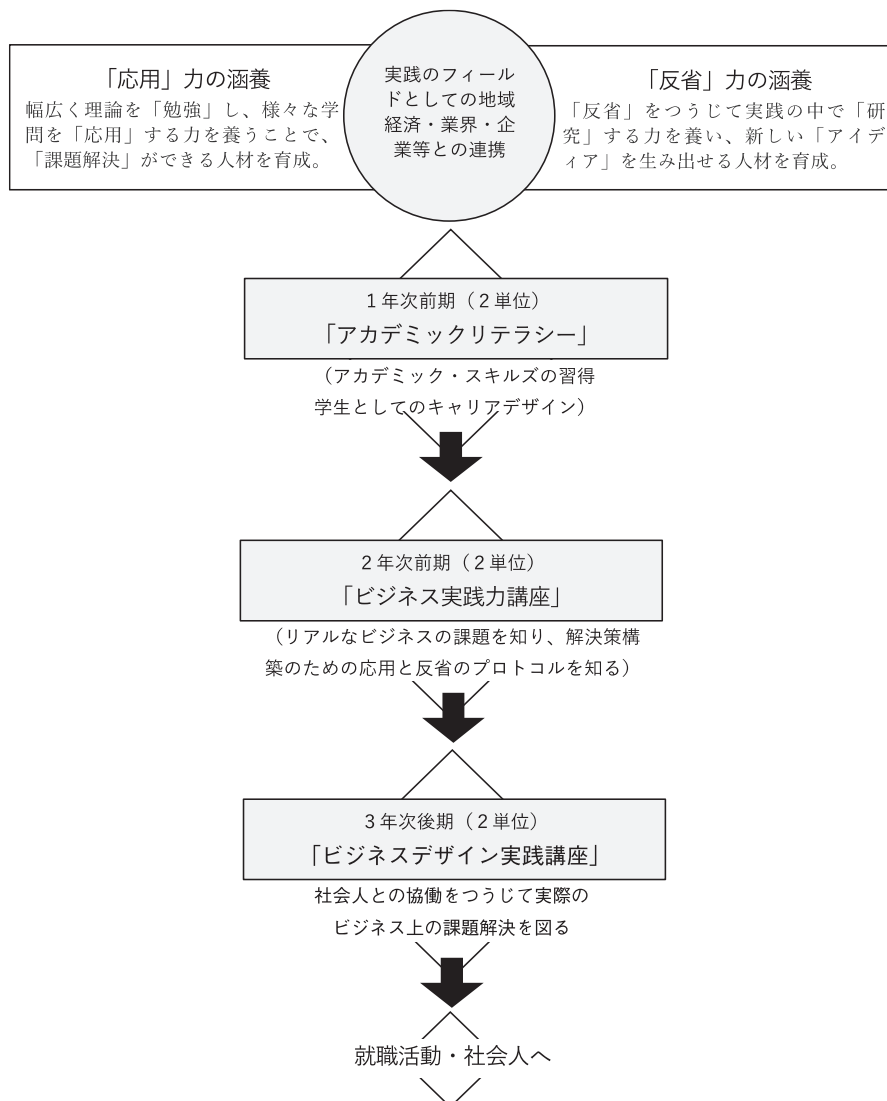 「応用」力の涵養
幅広く理論を「勉強」し、様々な学
問を「応用」する力を養うことで、
「課題解決」ができる人材を育成。
実践のフィール
ドとしての地域
経済・業界・企
業等との連携
「反省」力の涵養
「反省」をつうじて実践の中で「研
究」する力を養い、新しい「アイデ
ィア」を生み出せる人材を育成。
1年次前期(2単位)
「アカデミックリテラシー」
(アカデミック・スキルズの習得
学生としてのキャリアデザイン)
2年次前期(2単位)
「ビジネス実践力講座」
(リアルなビジネスの課題を知り、解決策構
築のための応用と反省のプロトコルを知る)
3年次後期(2単位)
「ビジネスデザイン実践講座」
社会人との協働をつうじて実際の
ビジネス上の課題解決を図る
就職活動・社会人へ